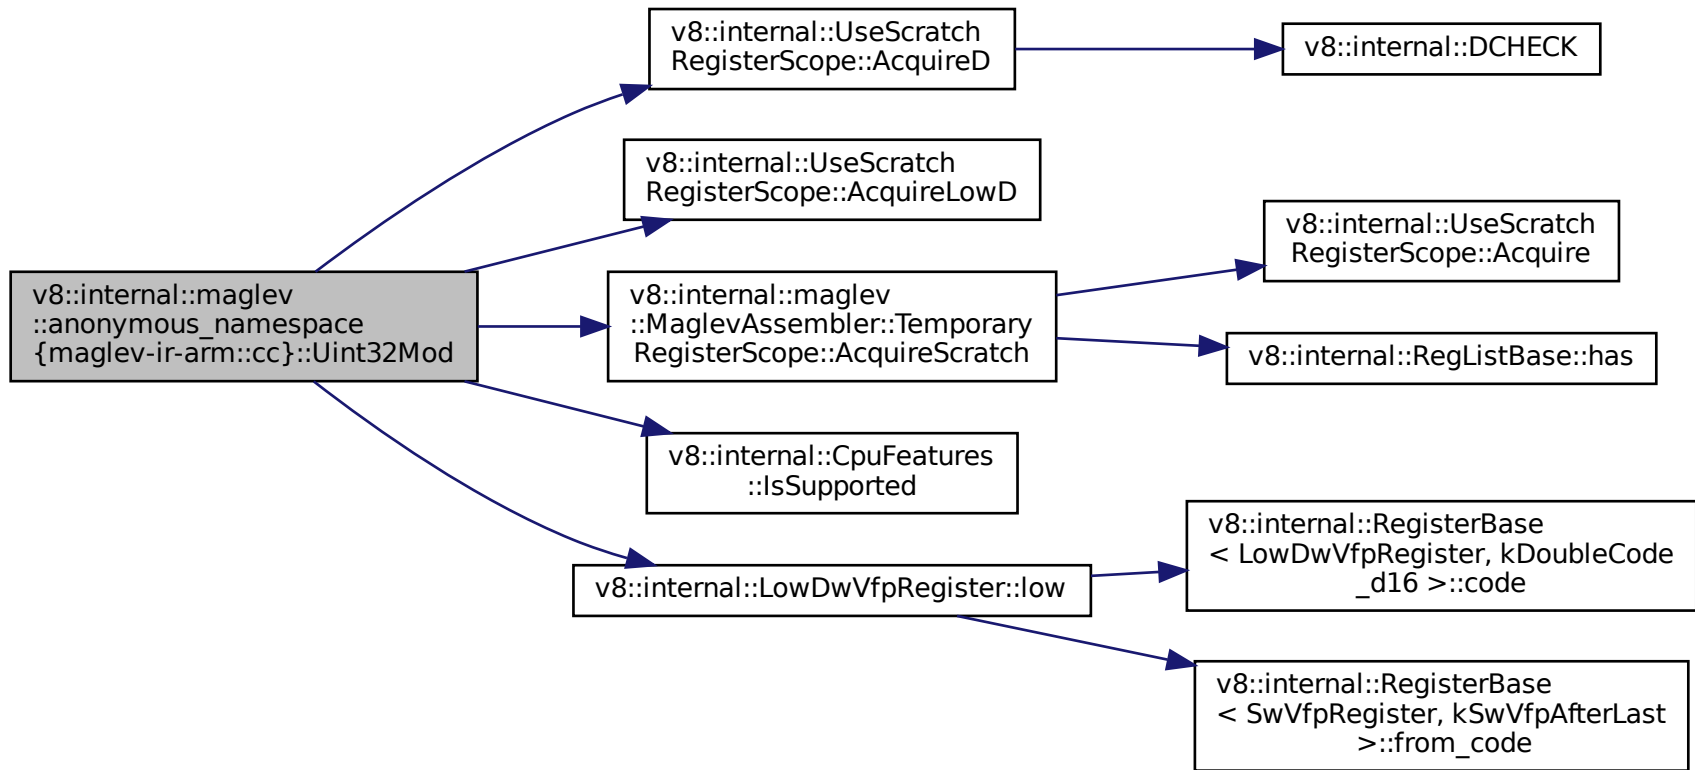 v8::internal::UseScratch
RegisterScope::AcquireD
v8::internal::DCHECK
v8::internal::UseScratch
RegisterScope::AcquireLowD
v8::internal::UseScratch
RegisterScope::Acquire
v8::internal::maglev
::anonymous_namespace
{maglev-ir-arm::cc}::Uint32Mod
v8::internal::maglev
::MaglevAssembler::Temporary
RegisterScope::AcquireScratch
v8::internal::RegListBase::has
v8::internal::CpuFeatures
::IsSupported
v8::internal::RegisterBase
< LowDwVfpRegister, kDoubleCode
_d16 >::code
v8::internal::LowDwVfpRegister::low
v8::internal::RegisterBase
< SwVfpRegister, kSwVfpAfterLast
>::from_code